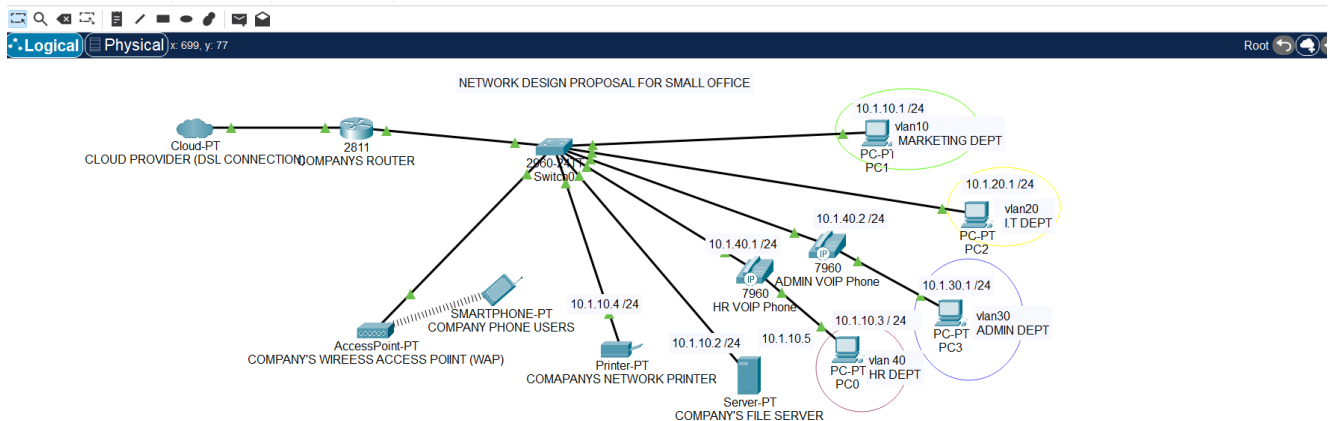 Logical Physical x: 699, y: 77 Root
NETWORK DESIGN PROPOSAL FOR SMALL OFFICE
Cloud-PT
CLOUD PROVIDER (DSL CONNECTION)
2811
COMPANYS ROUTER
2960-24TT
Switch0
10.1.10.1 /24
vlan10
MARKETING DEPT
PC-PT
PC1
10.1.20.1 /24
vlan20
I.T DEPT
PC-PT
PC2
10.1.40.2 /24
IP
7960
ADMIN VOIP Phone
10.1.40.1 /24
IP
7960
HR VOIP Phone
10.1.30.1 /24
vlan30
ADMIN DEPT
PC-PT
PC3
SMARTPHONE-PT
COMPANY PHONE USERS
AccessPoint-PT
COMPANY'S WIREESS ACCESS POIINT (WAP)
10.1.10.4 /24
Printer-PT
COMAPANYS NETWORK PRINTER
10.1.10.2 /24
Server-PT
COMPANY'S FILE SERVER
10.1.10.5
10.1.10.3 / 24
vlan 40
HR DEPT
PC-PT
PC0